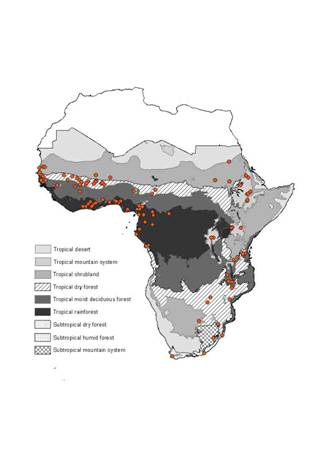 Tropical desert
Tropical mountain system
Tropical shrubland
Tropical dry forest
Tropical moist deciduous forest
Tropical rainforest
Subtropical dry forest
Subtropical humid forest
Subtropical mountain system